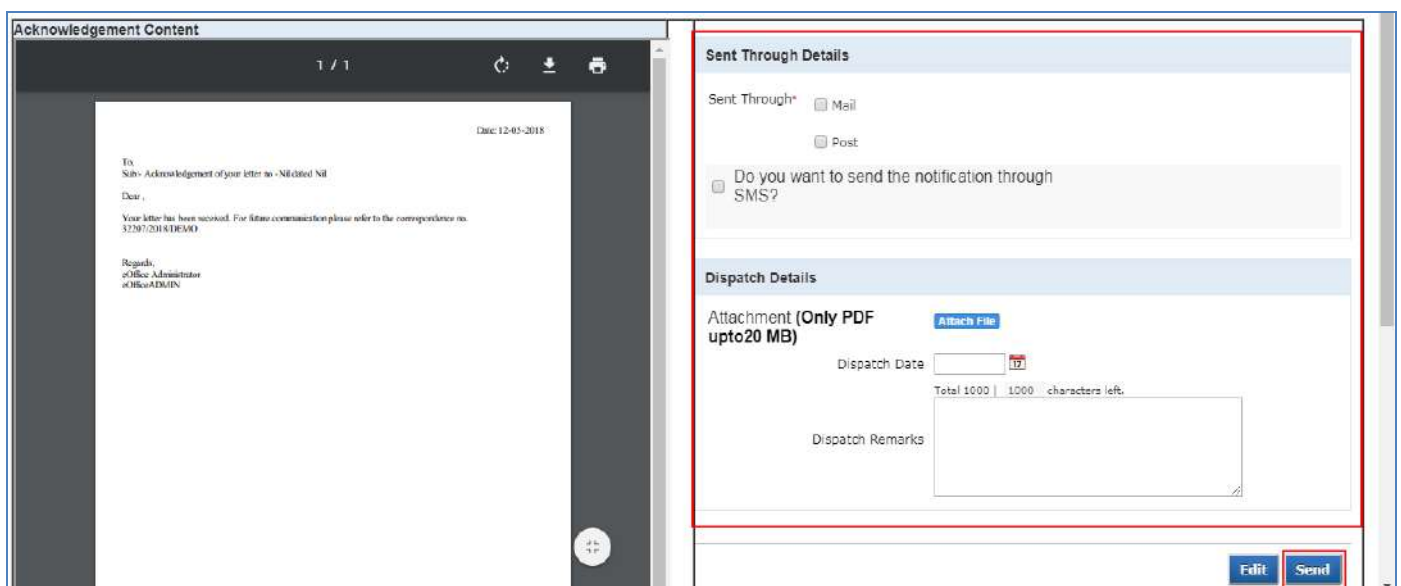 Acknowledgement Content
1 / 1
Date: 12-05-2018
To,
Sub:- Acknowledgement of your letter no - Nil dated Nil
Dear ,
Your letter has been received. For future communication please refer to the correspondence no.
32207/2018/DEMO
Regards,
eOffice Administrator
eOfficeADMIN
Sent Through Details
Sent Through*
Mail
Post
Do you want to send the notification through
SMS?
Dispatch Details
Attachment (Only PDF
upto20 MB)
Attach File
Dispatch Date
17
Total 1000 | 1000 characters left.
Dispatch Remarks
Edit Send